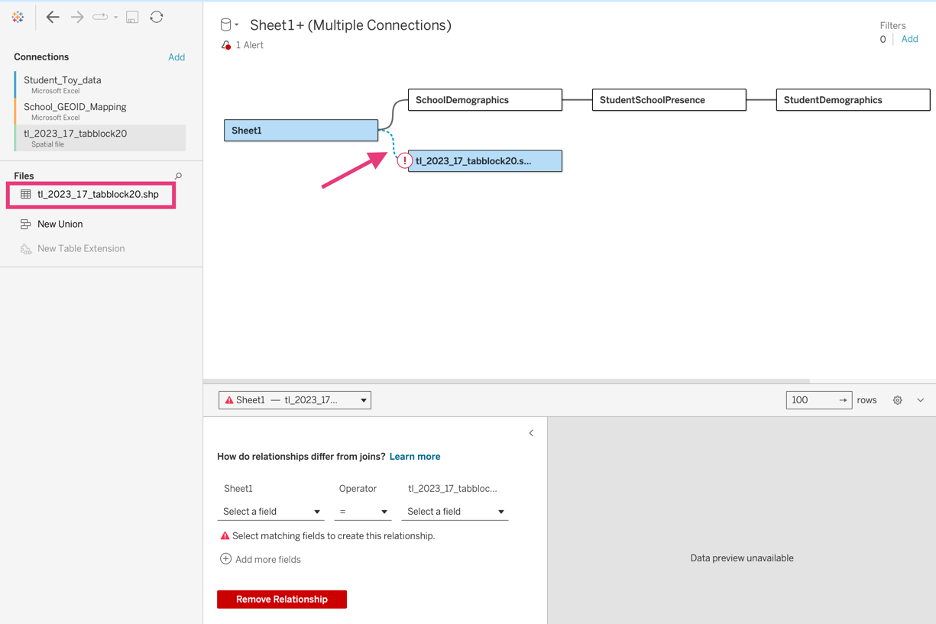 Sheet1+ (Multiple Connections)
1 Alert
Filters
0 Add
Connections Add
Student_Toy_data
Microsoft Excel
School_GEOID_Mapping
Microsoft Excel
tl_2023_17_tabblock20
Spatial file
Files
tl_2023_17_tabblock20.shp
New Union
New Table Extension
SchoolDemographics
StudentSchoolPresence
StudentDemographics
Sheet1
! tl_2023_17_tabblock20.s...
Sheet1 — tl_2023_17...
100 → rows
How do relationships differ from joins? Learn more
Sheet1 Operator tl_2023_17_tabbloc...
Select a field = Select a field
Select matching fields to create this relationship.
Add more fields
Remove Relationship
Data preview unavailable